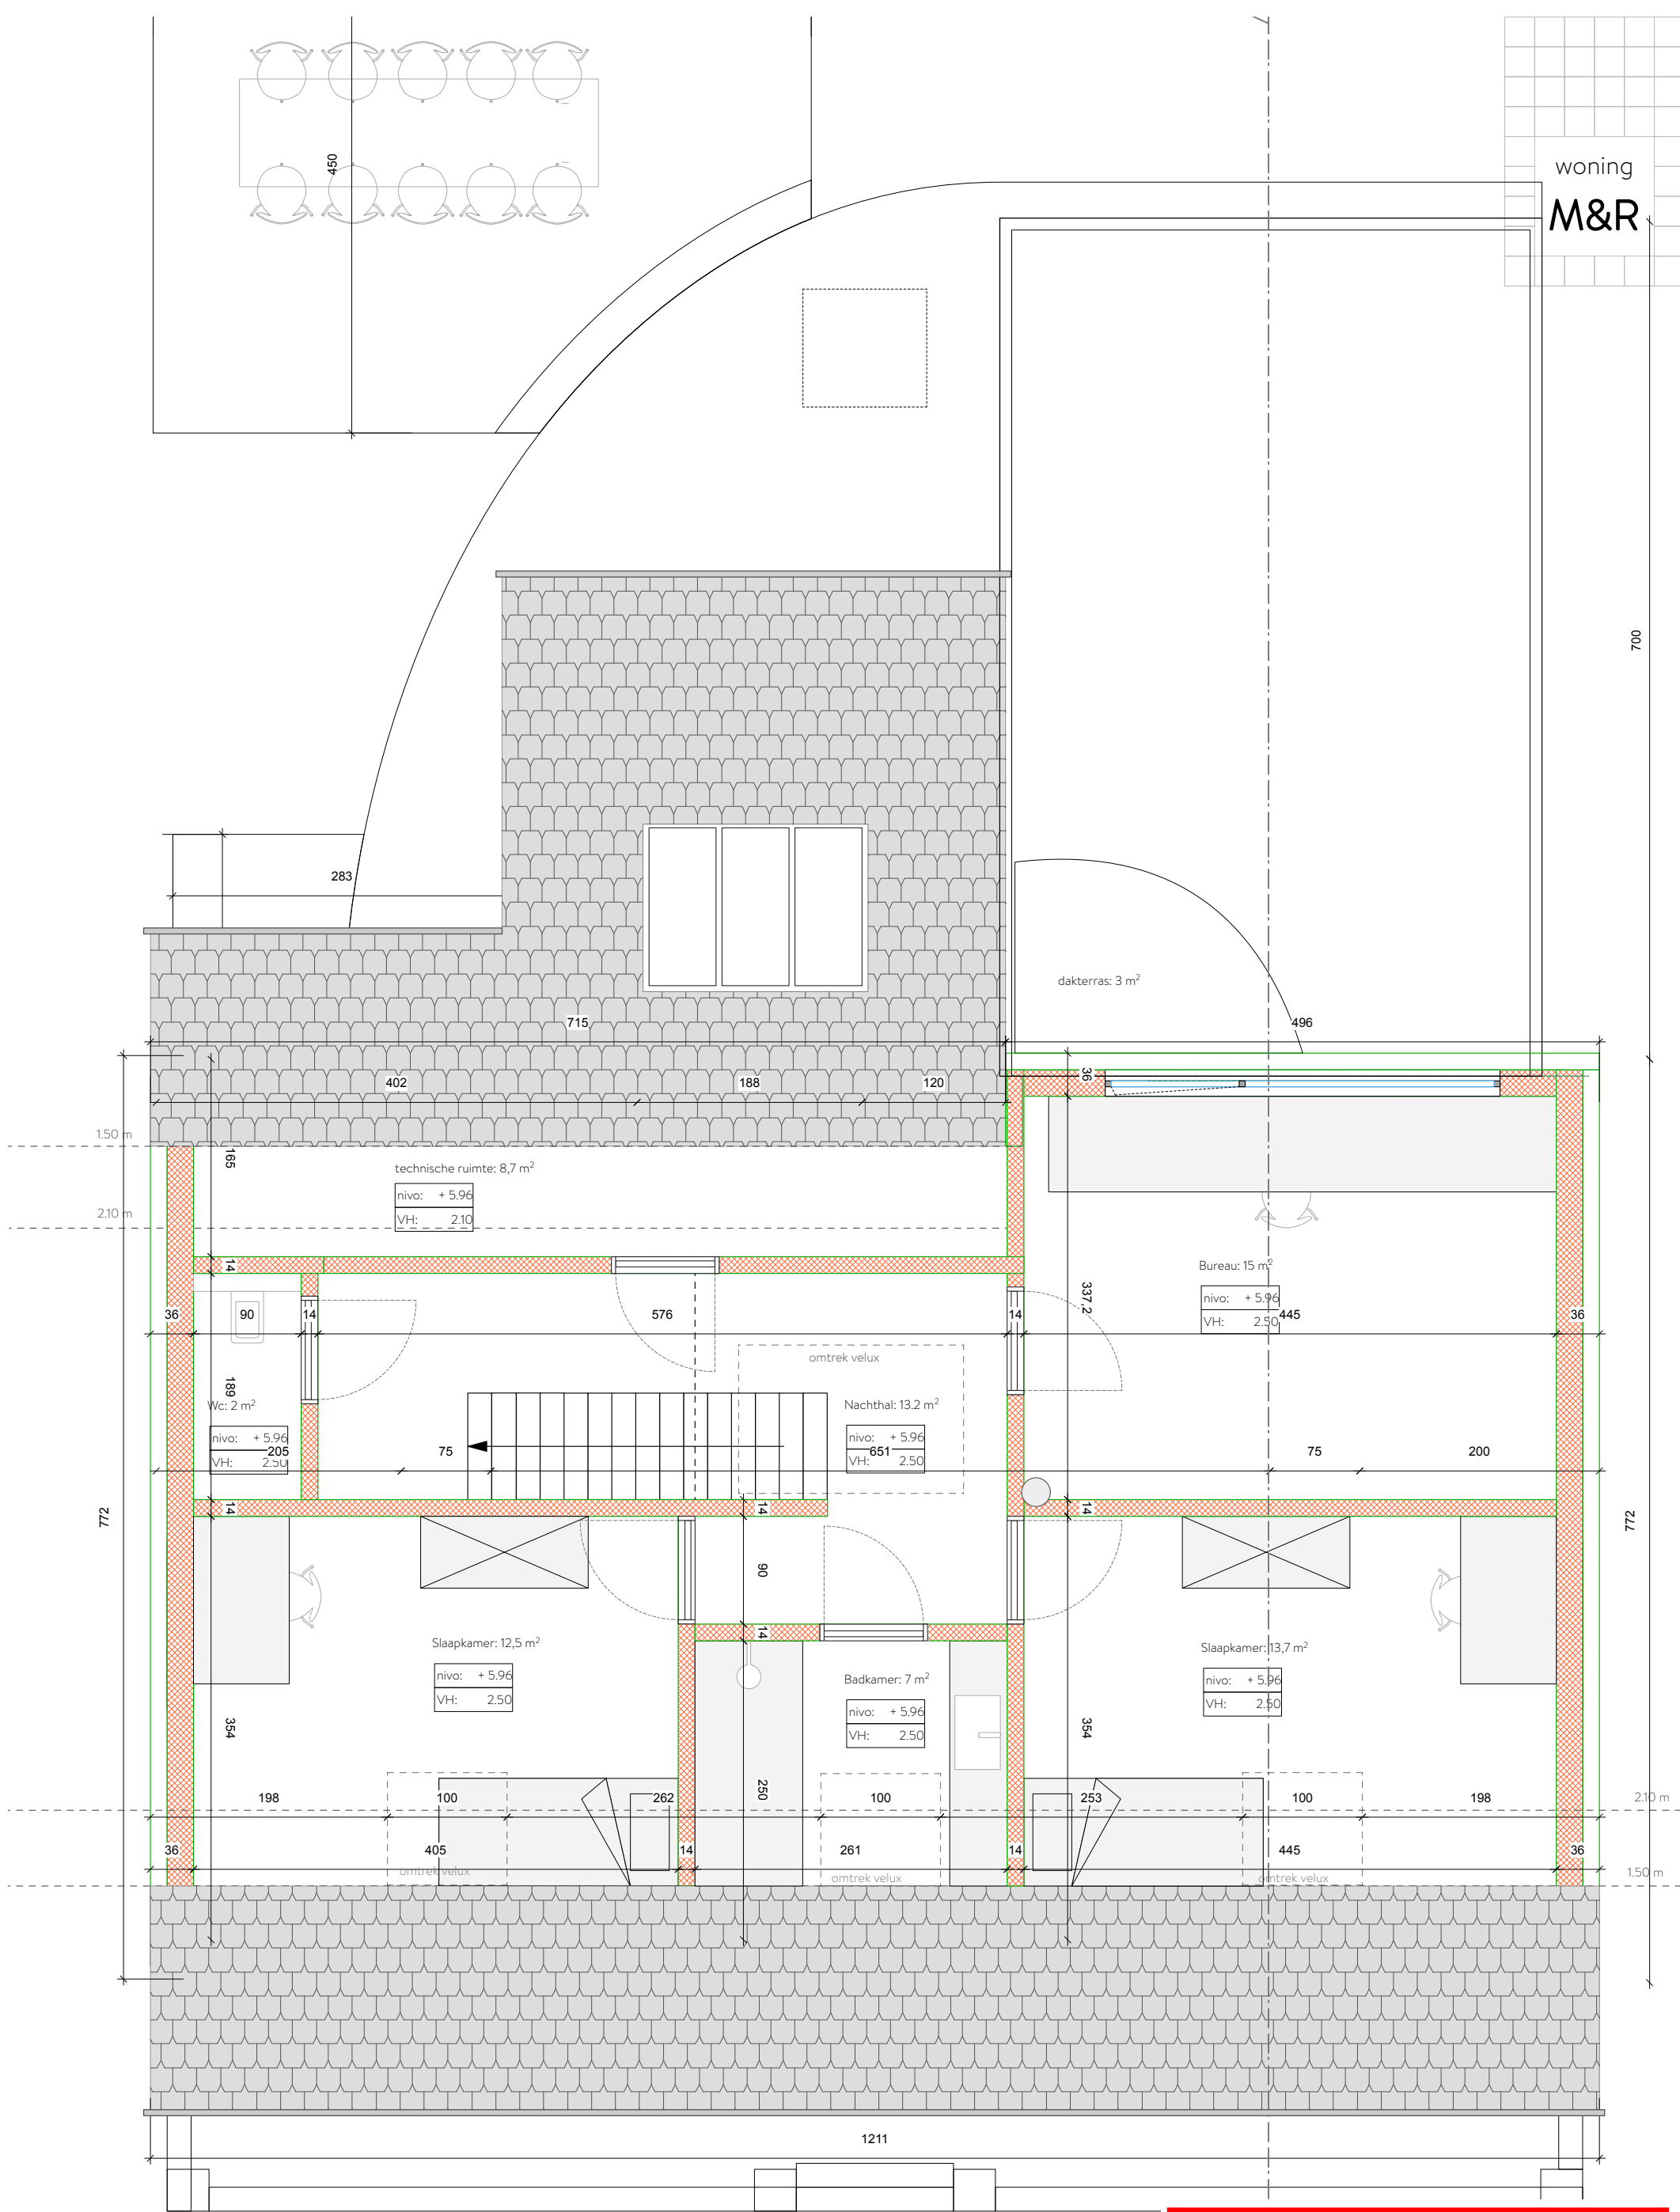 450
woning
M&R
700
283
dakterras: 3 m²
715
496
402
188
120
36
1.50 m
165
technische ruimte: 8,7 m²
nivo: + 5.96
VH: 2.10
2.10 m
14
Bureau: 15 m²
nivo: + 5.96
VH: 2.50
337,2
36
90
14
576
14
445
36
omtrek velux
189
Wc: 2 m²
nivo: + 5.96
VH: 2.50
Nachthal: 13.2 m²
nivo: + 5.96
VH: 2.50
205
75
651
75
200
772
14
14
14
772
90
14
Slaapkamer: 12,5 m²
nivo: + 5.96
VH: 2.50
Slaapkamer: 13,7 m²
nivo: + 5.96
VH: 2.50
Badkamer: 7 m²
nivo: + 5.96
VH: 2.50
354
354
250
198
100
262
100
253
100
198
2.10 m
36
405
14
261
14
445
36
omtrek velux
omtrek velux
omtrek velux
1.50 m
1211